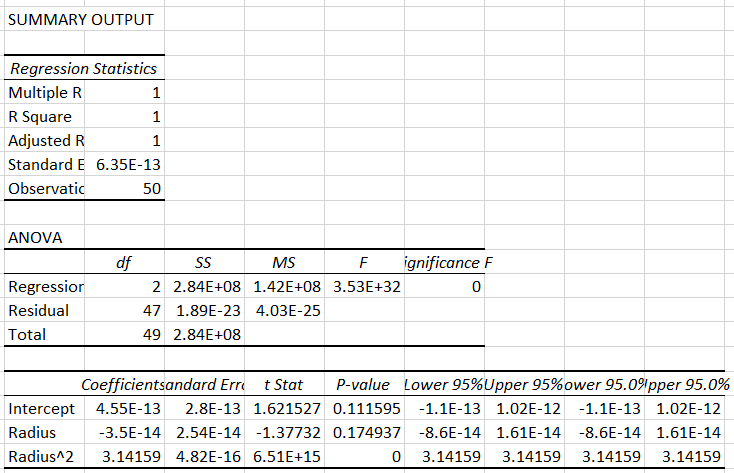 SUMMARY OUTPUT
Regression Statistics
Multiple R 1
R Square 1
Adjusted R 1
Standard E 6.35E-13
Observatic 50
ANOVA
df SS MS F ignificance F
Regression 2 2.84E+08 1.42E+08 3.53E+32 0
Residual 47 1.89E-23 4.03E-25
Total 49 2.84E+08
Coefficients andard Erro t Stat P-value Lower 95% Upper 95% ower 95.0% pper 95.0%
Intercept 4.55E-13 2.8E-13 1.621527 0.111595 -1.1E-13 1.02E-12 -1.1E-13 1.02E-12
Radius -3.5E-14 2.54E-14 -1.37732 0.174937 -8.6E-14 1.61E-14 -8.6E-14 1.61E-14
Radius^2 3.14159 4.82E-16 6.51E+15 0 3.14159 3.14159 3.14159 3.14159